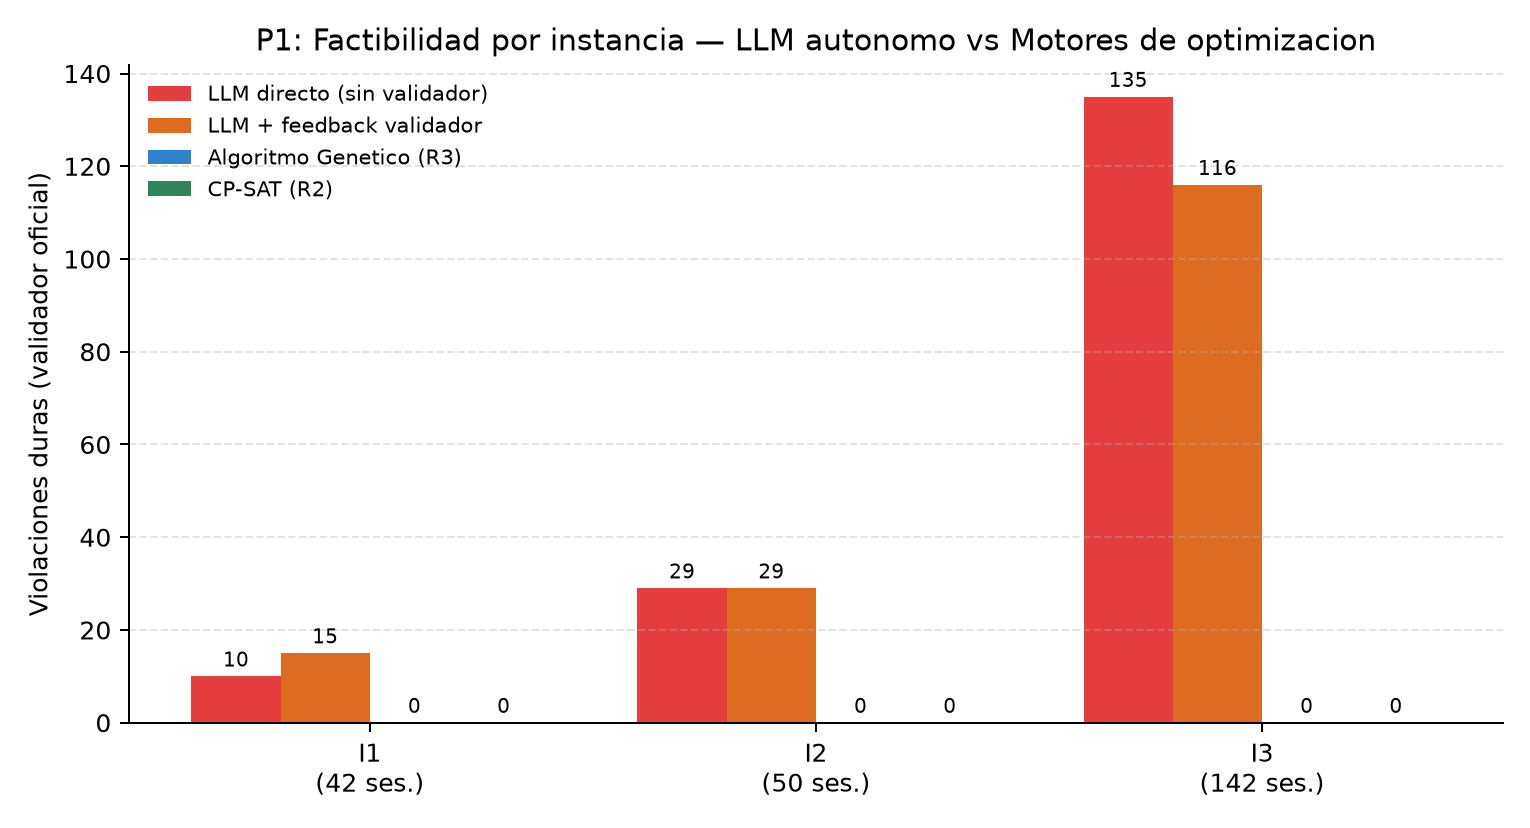 P1: Factibilidad por instancia — LLM autonomo vs Motores de optimizacion
Violaciones duras (validador oficial)
140
120
100
80
60
40
20
0
LLM directo (sin validador)
LLM + feedback validador
Algoritmo Genetico (R3)
CP-SAT (R2)
10
15
0
0
29
29
0
0
135
116
0
0
I1
(42 ses.)
I2
(50 ses.)
I3
(142 ses.)